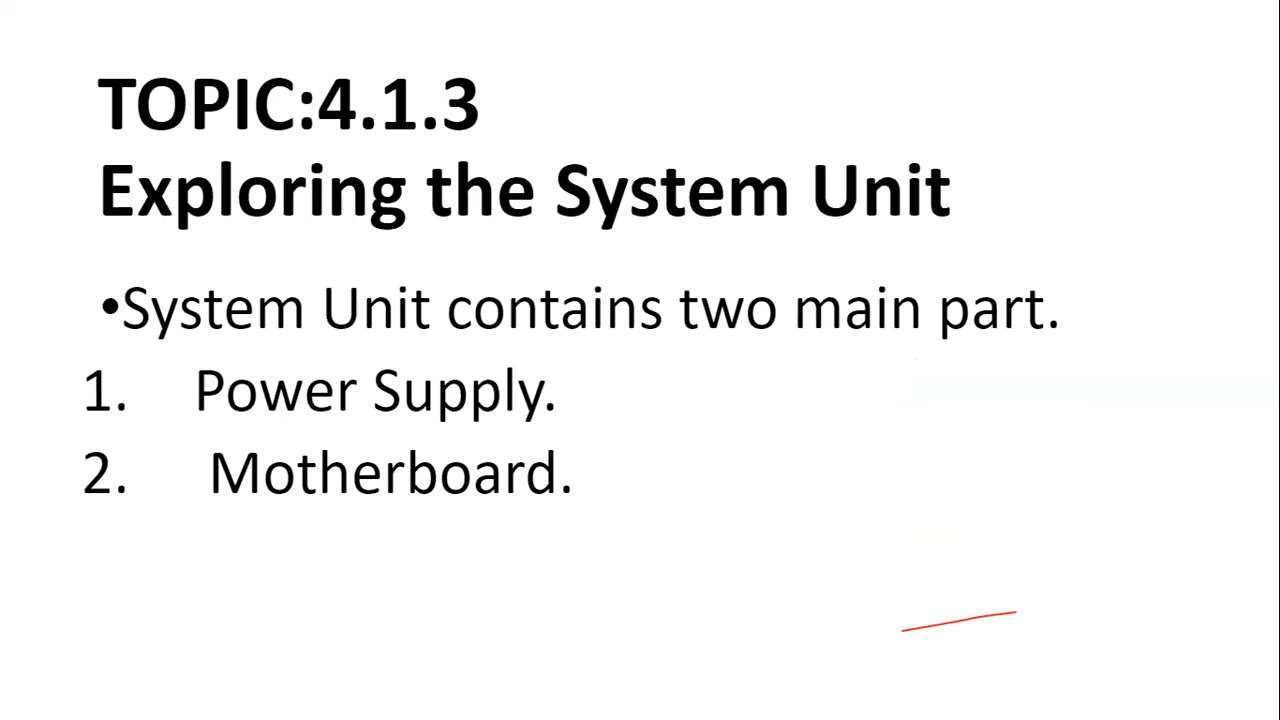 TOPIC:4.1.3
Exploring the System Unit
•System Unit contains two main part.
1. Power Supply.
2. Motherboard.